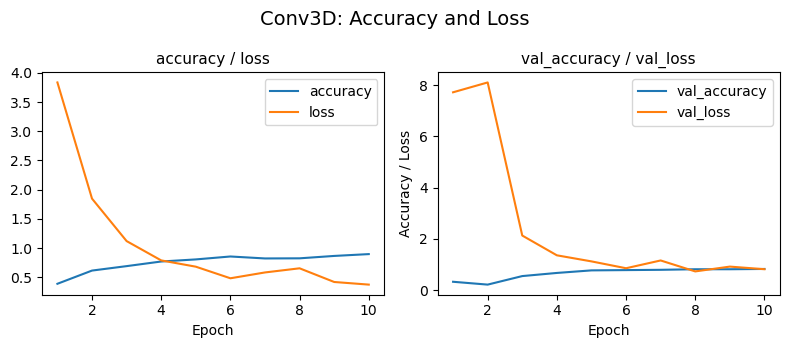 Conv3D: Accuracy and Loss
accuracy / loss
4.0
3.5
3.0
2.5
2.0
1.5
1.0
0.5
accuracy
loss
2
4
6
8
10
Epoch
val_accuracy / val_loss
Accuracy / Loss
8
6
4
2
0
val_accuracy
val_loss
2
4
6
8
10
Epoch